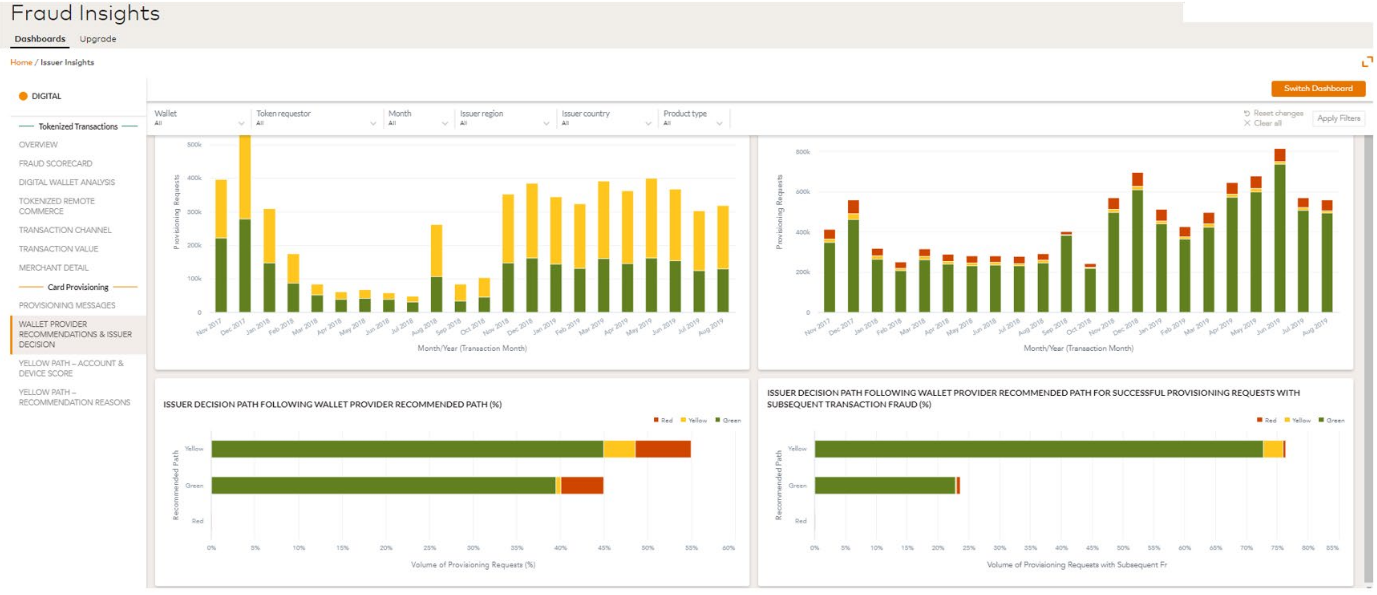 Fraud Insights
Dashboards Upgrade
Home / Issuer Insights
DIGITAL
Switch Dashboard
Wallet Token requestor Month Issuer region Issuer country Product type
All All All All All All
Reset changes
Clear all
Apply Filters
Tokenized Transactions
OVERVIEW
FRAUD SCORECARD
DIGITAL WALLET ANALYSIS
TOKENIZED REMOTE
COMMERCE
TRANSACTION CHANNEL
TRANSACTION VALUE
MERCHANT DETAIL
Card Provisioning
PROVISIONING MESSAGES
WALLET PROVIDER
RECOMMENDATIONS & ISSUER
DECISION
YELLOW PATH – ACCOUNT &
DEVICE SCORE
YELLOW PATH –
RECOMMENDATION REASONS
Provisioning Requests
500k
400k
300k
200k
100k
0
Nov 2017 Dec 2017 Jan 2018 Feb 2018 Mar 2018 Apr 2018 May 2018 Jun 2018 Jul 2018 Aug 2018 Sep 2018 Oct 2018 Nov 2018 Dec 2018 Jan 2019 Feb 2019 Mar 2019 Apr 2019 May 2019 Jun 2019 Jul 2019 Aug 2019
Month/Year (Transaction Month)
Provisioning Requests
800k
600k
400k
200k
0
Nov 2017 Dec 2017 Jan 2018 Feb 2018 Mar 2018 Apr 2018 May 2018 Jun 2018 Jul 2018 Aug 2018 Sep 2018 Oct 2018 Nov 2018 Dec 2018 Jan 2019 Feb 2019 Mar 2019 Apr 2019 May 2019 Jun 2019 Jul 2019 Aug 2019
Month/Year (Transaction Month)
ISSUER DECISION PATH FOLLOWING WALLET PROVIDER RECOMMENDED PATH (%)
Red Yellow Green
Recommended Path
Yellow
Green
Red
0% 5% 10% 15% 20% 25% 30% 35% 40% 45% 50% 55% 60%
Volume of Provisioning Requests (%)
ISSUER DECISION PATH FOLLOWING WALLET PROVIDER RECOMMENDED PATH FOR SUCCESSFUL PROVISIONING REQUESTS WITH
SUBSEQUENT TRANSACTION FRAUD (%)
Red Yellow Green
Recommended Path
Yellow
Green
Red
0% 5% 10% 15% 20% 25% 30% 35% 40% 45% 50% 55% 60% 65% 70% 75% 80% 85%
Volume of Provisioning Requests with Subsequent Fr